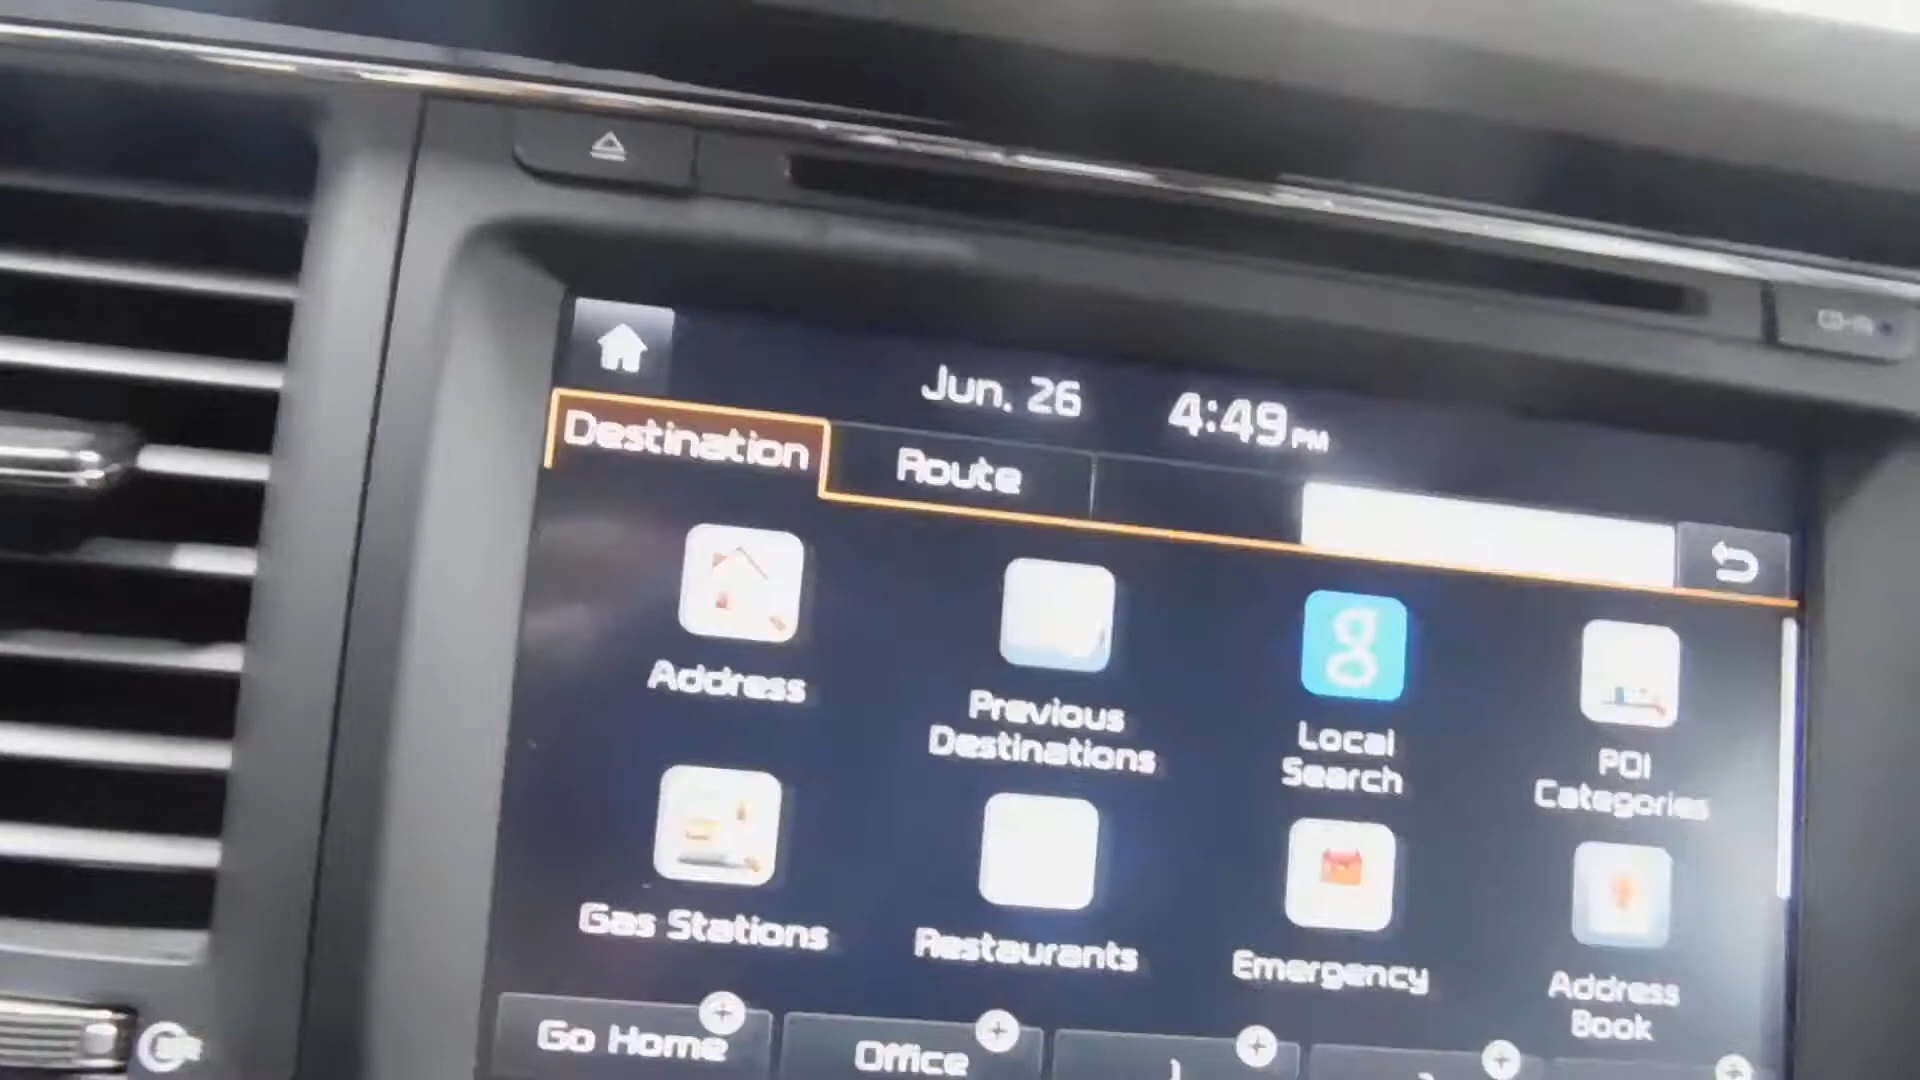 Jun. 26 4:49 PM
Destination Route
Address
Previous
Destinations
Local
Search
POI
Categories
Gas Stations
Restaurants
Emergency
Address
Book
Go Home
Office